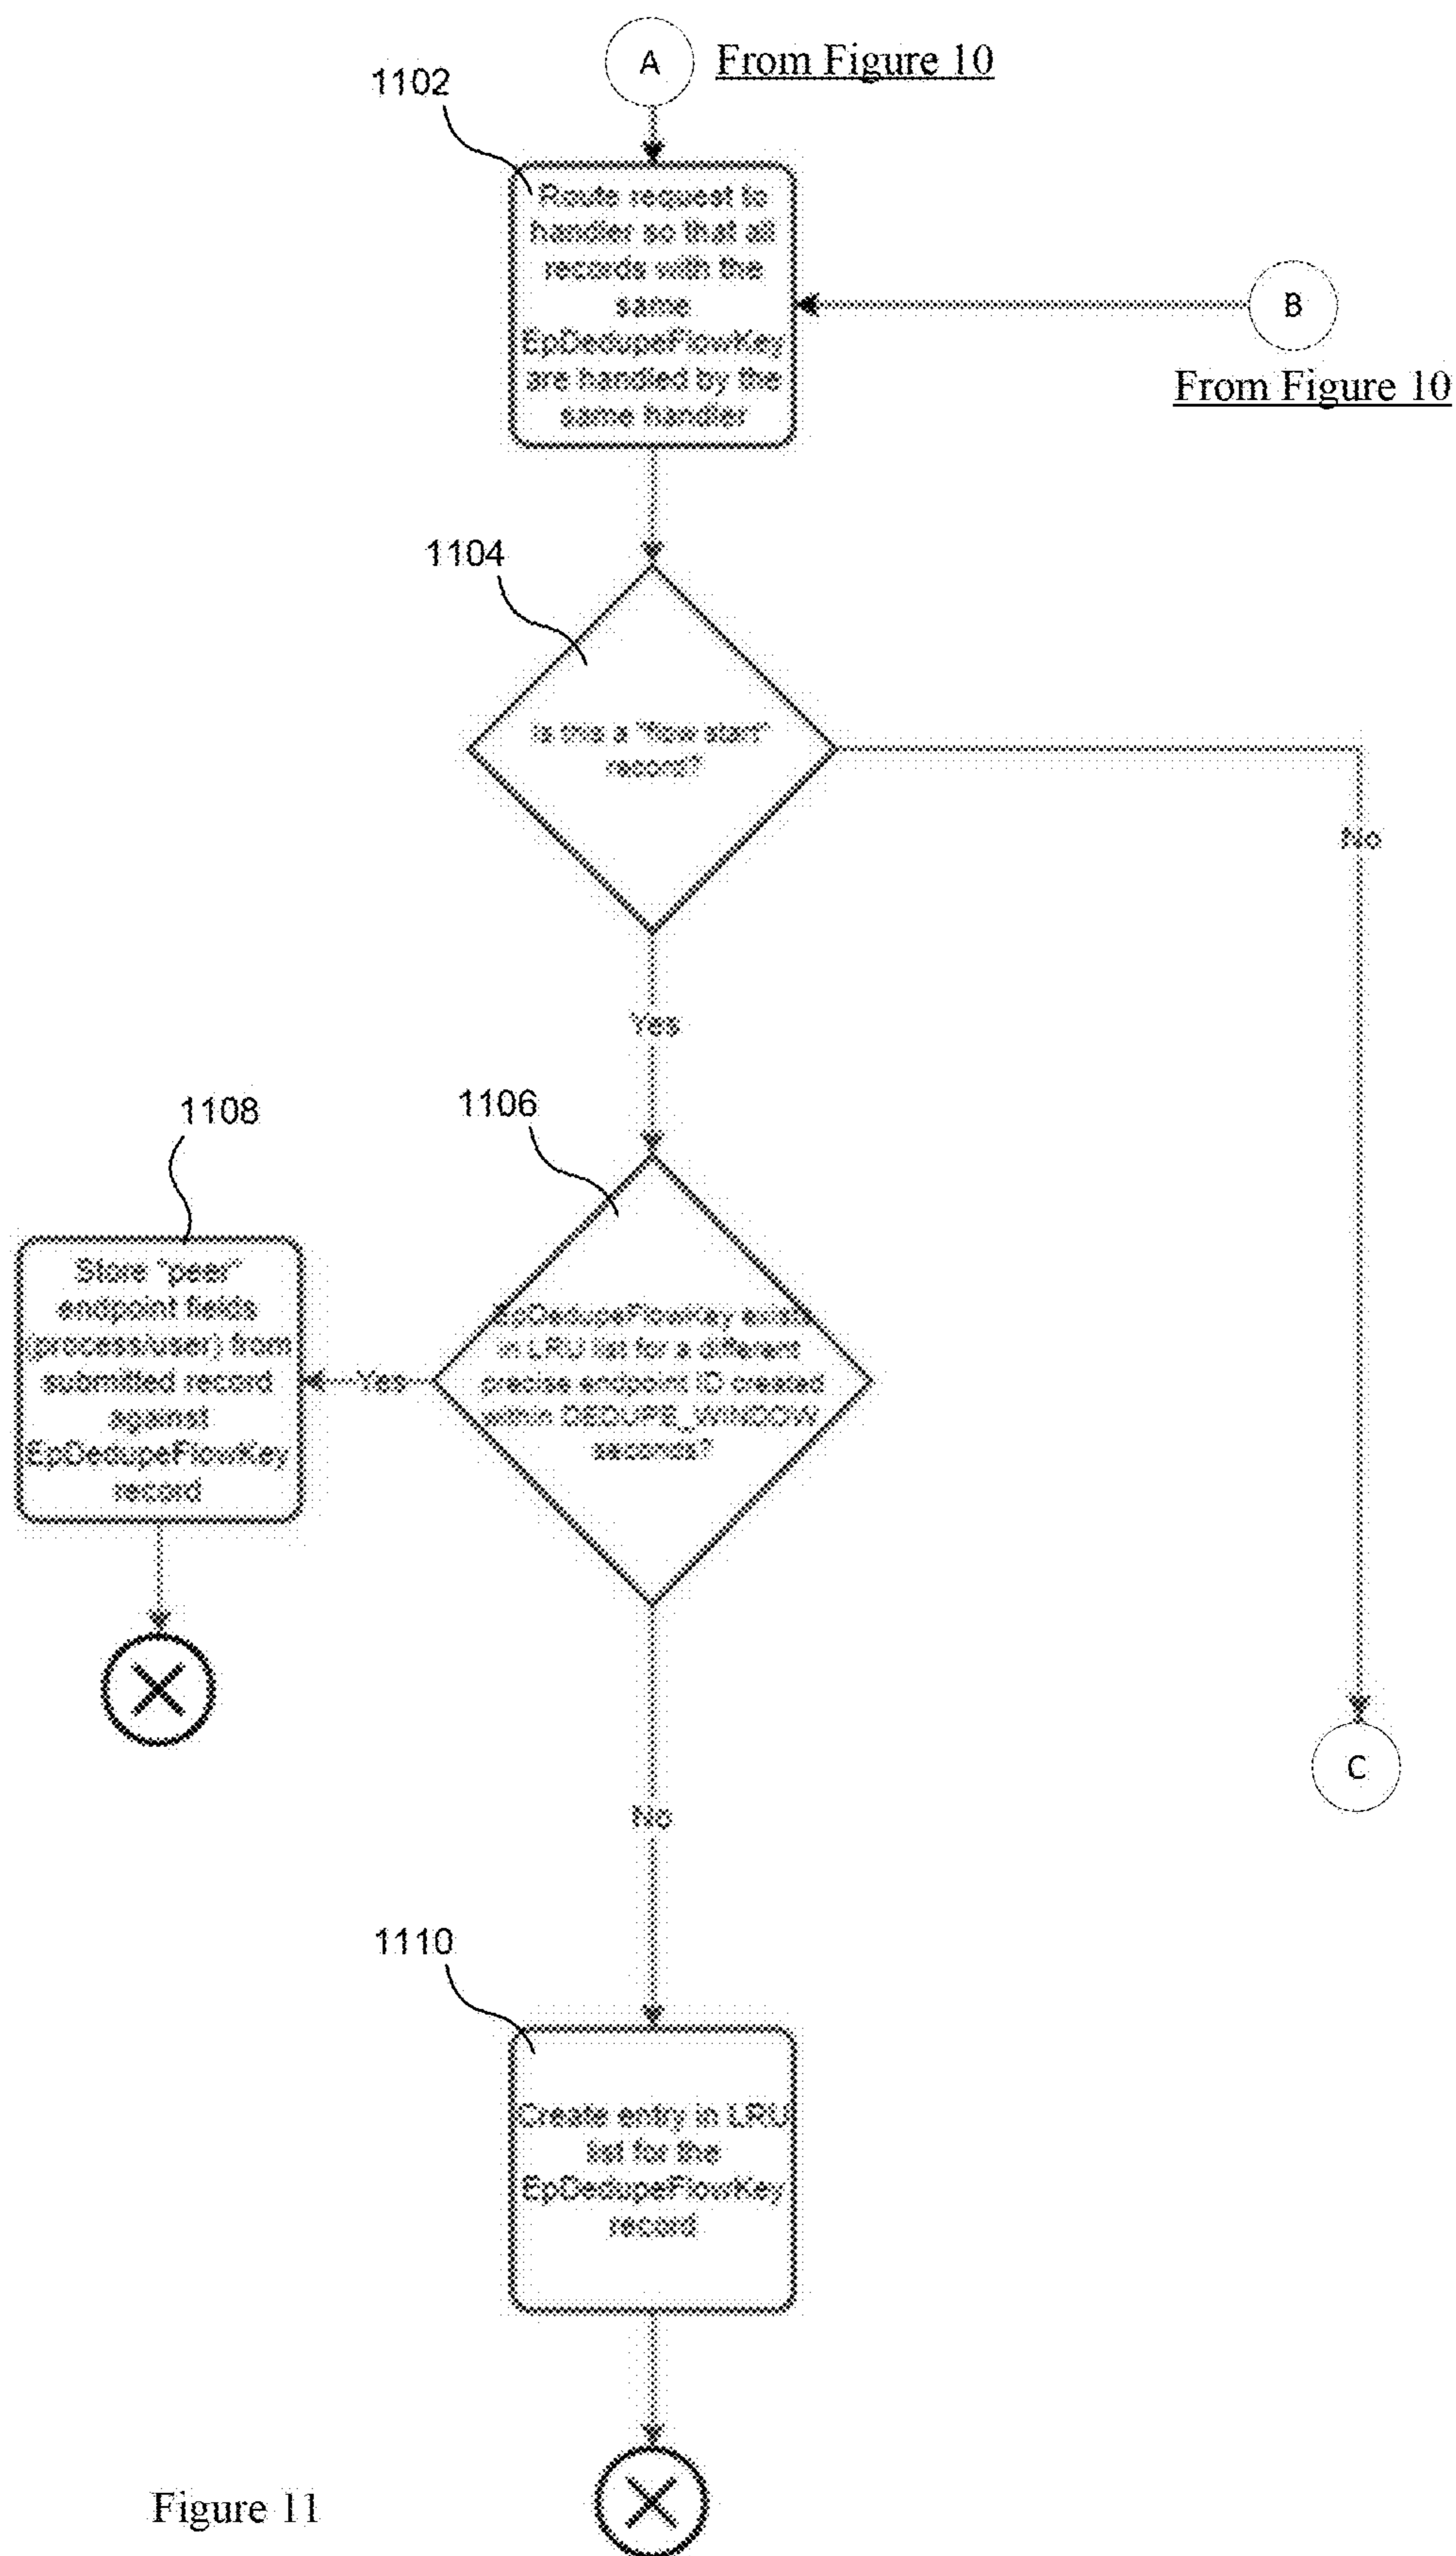 A
From Figure 10
1102
Route request to
handler so that all
records with the
same
EpDedupeFlowKey
are handled by the
same handler
B
From Figure 10
1104
Is this a "flow start"
record?
No
Yes
1108
1106
Store "peer"
endpoint fields
(process/user) from
submitted record
against
EpDedupeFlowKey
record
EpDedupeFlowKey exists
in LRU list for a different
precise endpoint ID created
within DEDUPE_WINDOW
seconds?
Yes
C
No
1110
Create entry in LRU
list for the
EpDedupeFlowKey
record
Figure 11